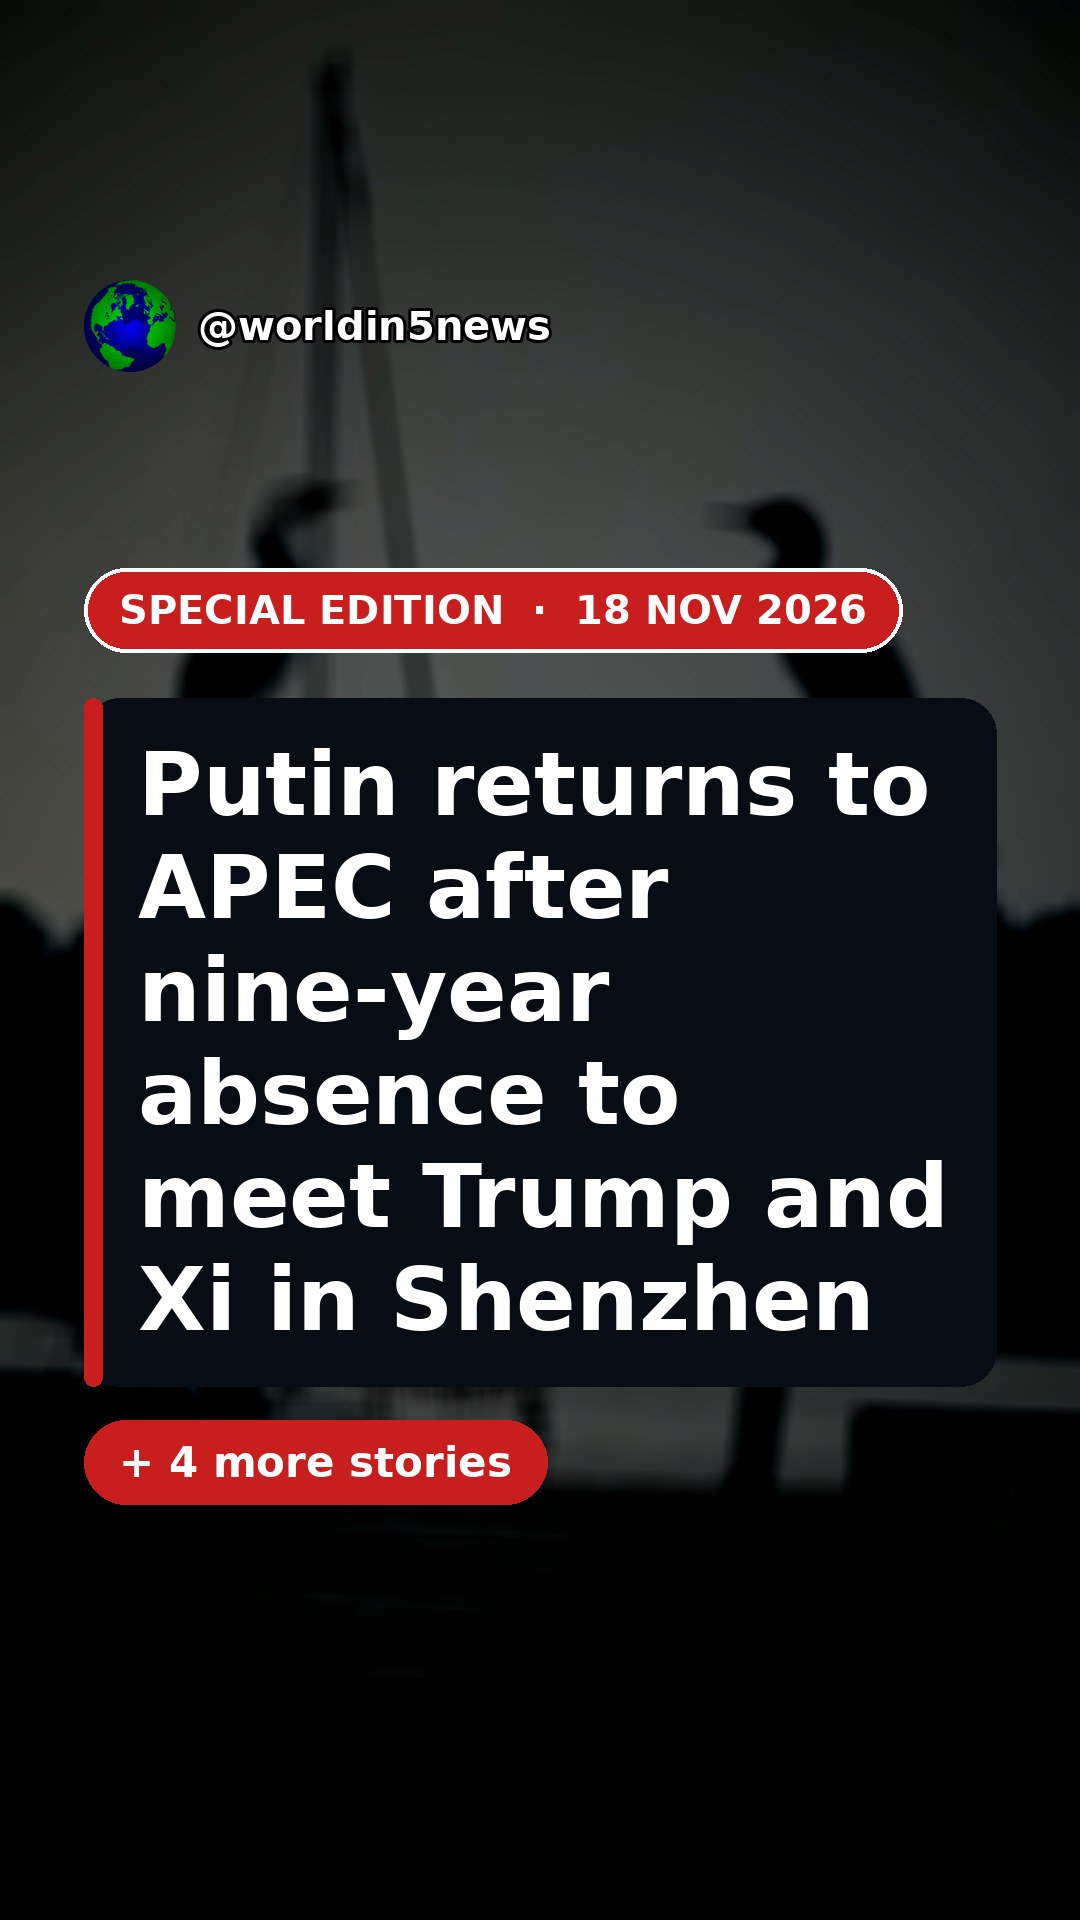 @worldin5news
SPECIAL EDITION · 18 NOV 2026
Putin returns to
APEC after
nine-year
absence to
meet Trump and
Xi in Shenzhen
+ 4 more stories